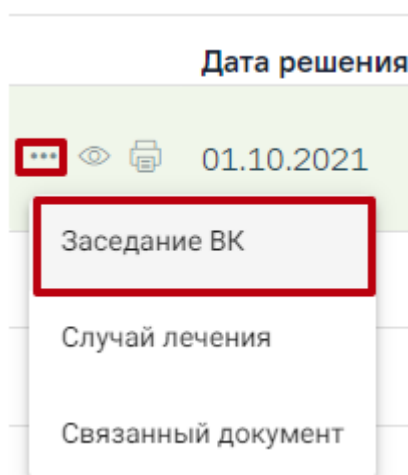 Дата решения
01.10.2021
Заседание ВК
Случай лечения
Связанный документ